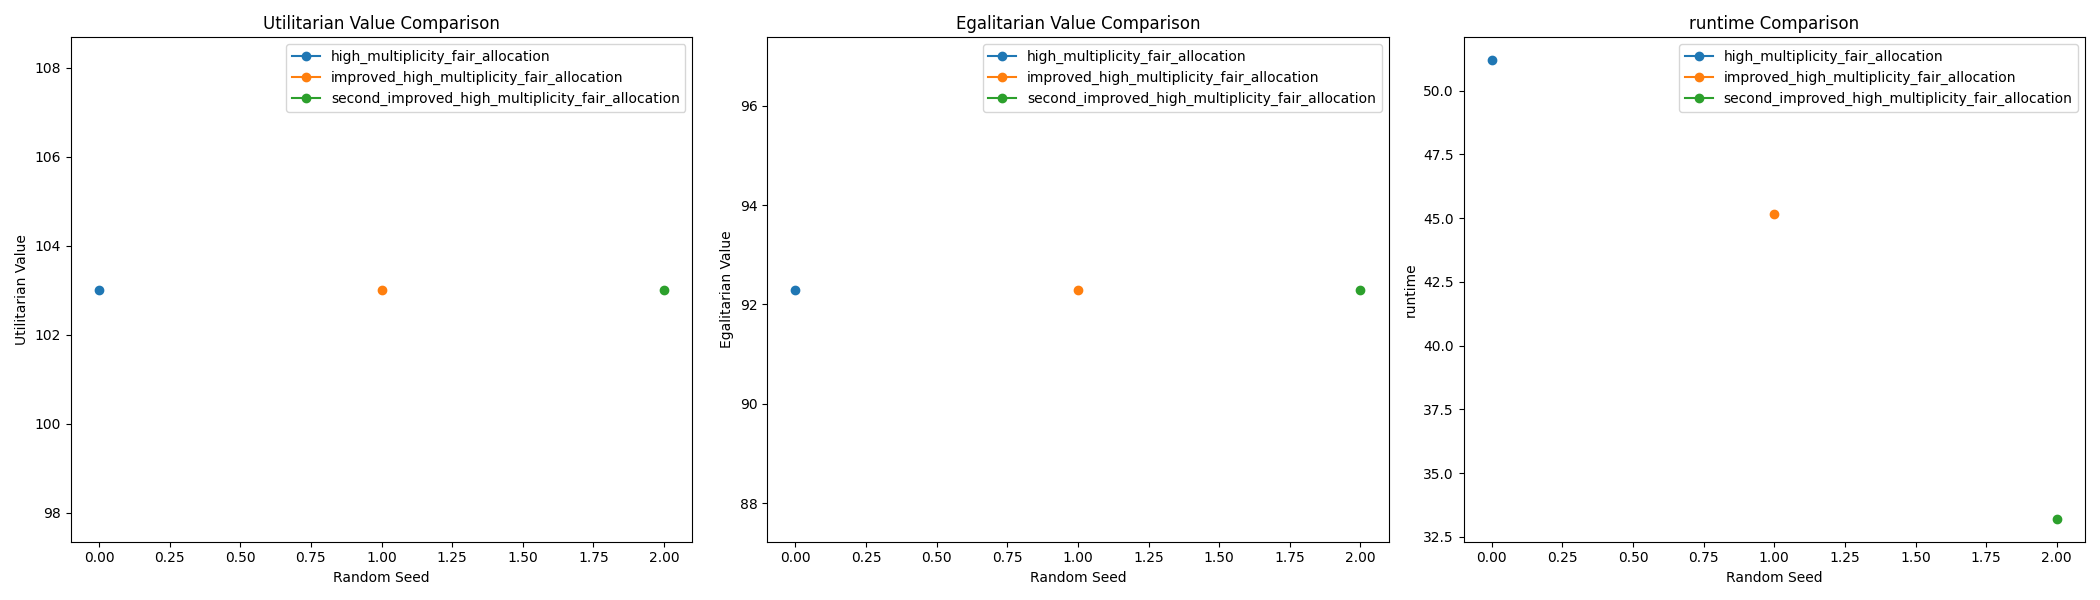 Utilitarian Value Comparison
high_multiplicity_fair_allocation
improved_high_multiplicity_fair_allocation
second_improved_high_multiplicity_fair_allocation
108
106
104
102
100
98
Utilitarian Value
0.00 0.25 0.50 0.75 1.00 1.25 1.50 1.75 2.00
Random Seed
Egalitarian Value Comparison
high_multiplicity_fair_allocation
improved_high_multiplicity_fair_allocation
second_improved_high_multiplicity_fair_allocation
96
94
92
90
88
Egalitarian Value
0.00 0.25 0.50 0.75 1.00 1.25 1.50 1.75 2.00
Random Seed
runtime Comparison
high_multiplicity_fair_allocation
improved_high_multiplicity_fair_allocation
second_improved_high_multiplicity_fair_allocation
50.0
47.5
45.0
42.5
40.0
37.5
35.0
32.5
runtime
0.00 0.25 0.50 0.75 1.00 1.25 1.50 1.75 2.00
Random Seed